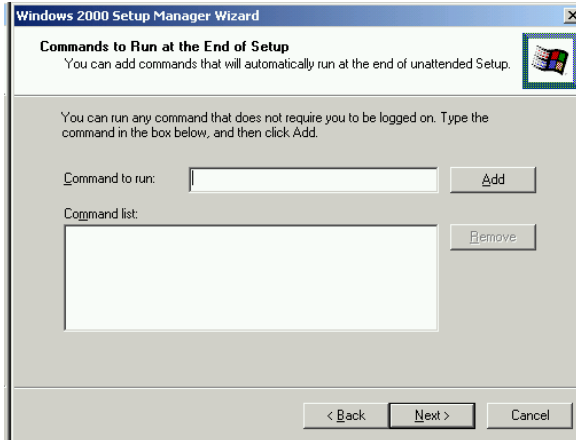 Windows 2000 Setup Manager Wizard
Commands to Run at the End of Setup
You can add commands that will automatically run at the end of unattended Setup.
You can run any command that does not require you to be logged on. Type the
command in the box below, and then click Add.
Command to run:
Add
Command list:
Remove
< Back
Next >
Cancel